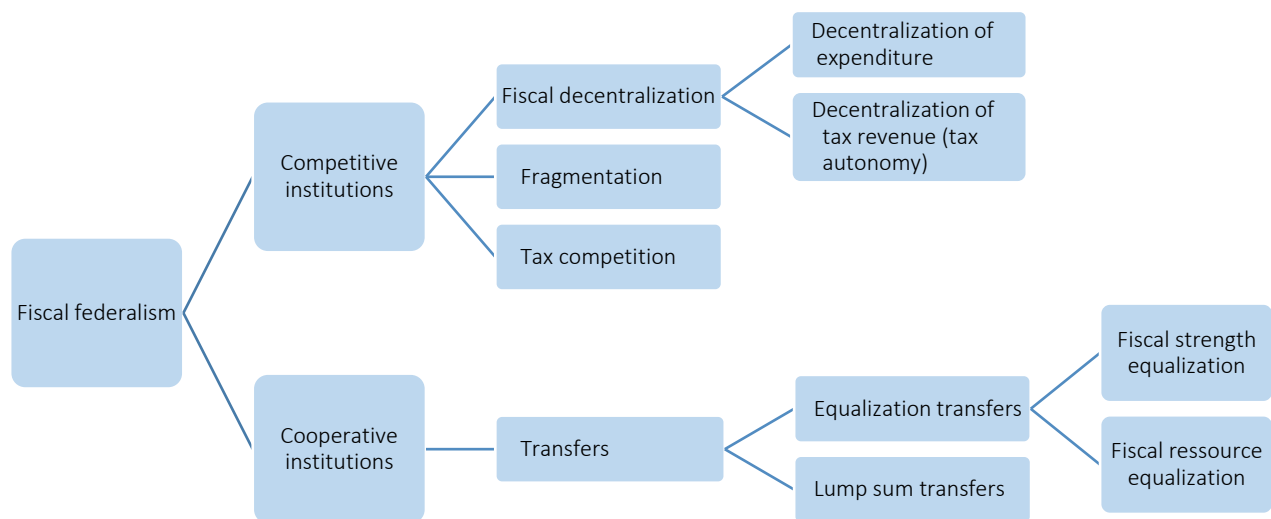 Decentralization of
expenditure
Fiscal decentralization
Decentralization of
tax revenue (tax
autonomy)
Competitive
institutions
Fragmentation
Tax competition
Fiscal federalism
Fiscal strength
equalization
Equalization transfers
Cooperative
institutions
Transfers
Fiscal ressource
equalization
Lump sum transfers